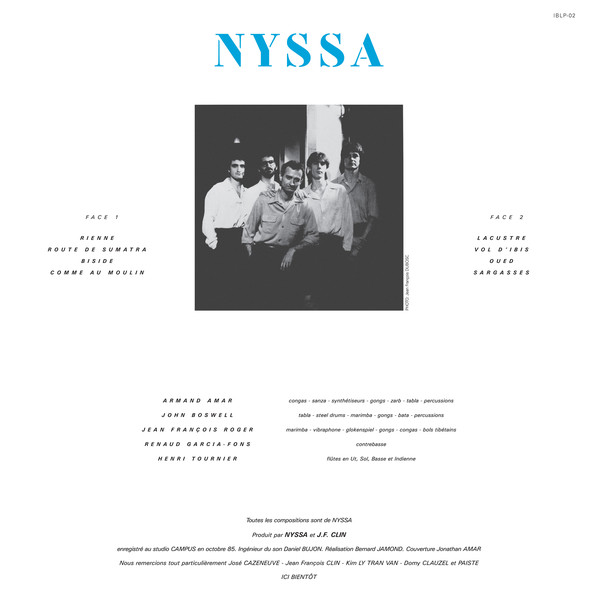 IBLP-02
NYSSA
FACE 1
RIENNE
ROUTE DE SUMATRA
BISIDE
COMME AU MOULIN
FACE 2
LACUSTRE
VOL D'IBIS
OUED
SARGASSES
PHOTO: Jean François DUBOSC
ARMAND AMAR congas - sanza - synthétiseurs - gongs - zarb - tabla - percussions
JOHN BOSWELL tabla - steel drums - marimba - gongs - bata - percussions
JEAN FRANÇOIS ROGER marimba - vibraphone - glokenspiel - gongs - congas - bols tibétains
RENAUD GARCIA-FONS contrebasse
HENRI TOURNIER flûtes en Ut, Sol, Basse et Indienne
Toutes les compositions sont de NYSSA
Produit par NYSSA et J.F. CLIN
enregistré au studio CAMPUS en octobre 85. Ingénieur du son Daniel BUJON. Réalisation Bernard JAMOND. Couverture Jonathan AMAR
Nous remercions tout particulièrement José CAZENEUVE - Jean François CLIN - Kim LY TRAN VAN - Domy CLAUZEL et PAISTE
ICI BIENTÔT